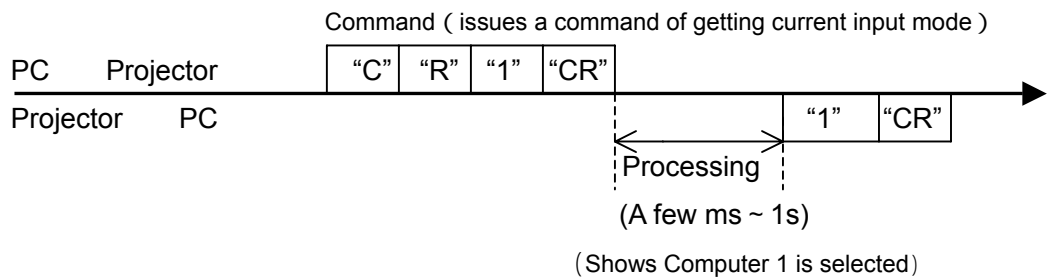 Command（issues a command of getting current input mode）
PC Projector “C” “R” “1” “CR”
Projector PC “1” “CR”
Processing
(A few ms ~ 1s)
（Shows Computer 1 is selected）